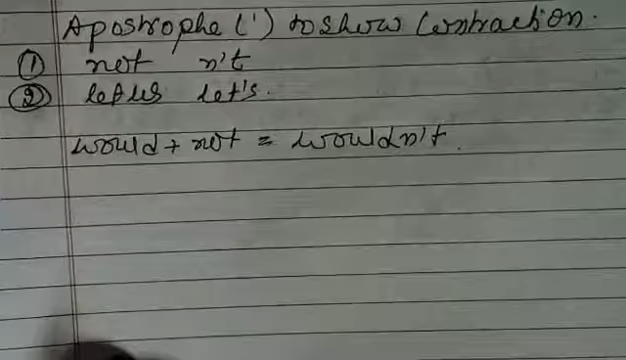 Apostrophe (') to show Contraction.
① not n't
② let us let's.
would + not = wouldn't.